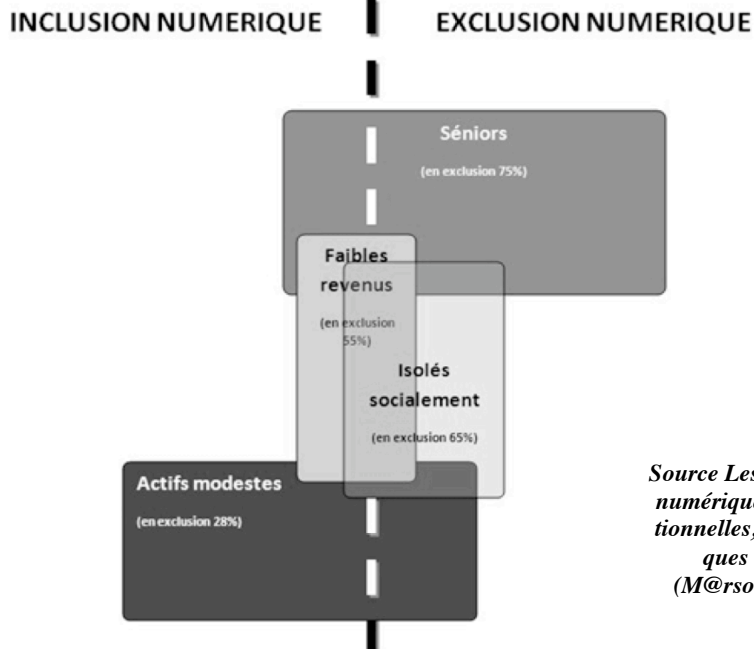 INCLUSION NUMERIQUE
EXCLUSION NUMERIQUE
Séniors
(en exclusion 75%)
Faibles
revenus
(en exclusion
55%)
Isolés
socialement
(en exclusion 65%)
Actifs modestes
(en exclusion 28%)
Source Les
numérique
tionnelles,
ques
(M@rso